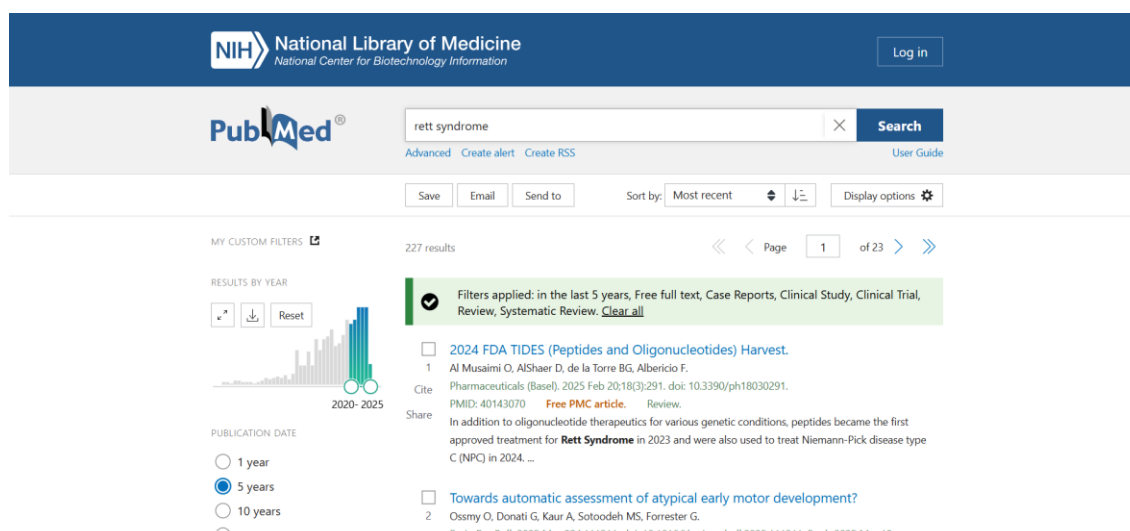 NIH National Library of Medicine
National Center for Biotechnology Information
Log in
PubMed®
rett syndrome
Search
Advanced Create alert Create RSS
User Guide
Save Email Send to Sort by: Most recent Display options
MY CUSTOM FILTERS
227 results
Page 1 of 23
RESULTS BY YEAR
Reset
2020- 2025
Filters applied: in the last 5 years, Free full text, Case Reports, Clinical Study, Clinical Trial,
Review, Systematic Review. Clear all
2024 FDA TIDES (Peptides and Oligonucleotides) Harvest.
1
Al Musaimi O, AlShaer D, de la Torre BG, Albericio F.
Cite
Pharmaceuticals (Basel). 2025 Feb 20;18(3):291. doi: 10.3390/ph18030291.
PMID: 40143070 Free PMC article. Review.
Share
In addition to oligonucleotide therapeutics for various genetic conditions, peptides became the first
approved treatment for Rett Syndrome in 2023 and were also used to treat Niemann-Pick disease type
C (NPC) in 2024. ...
PUBLICATION DATE
1 year
5 years
10 years
Towards automatic assessment of atypical early motor development?
2
Ossmy O, Donati G, Kaur A, Sotoodeh MS, Forrester G.